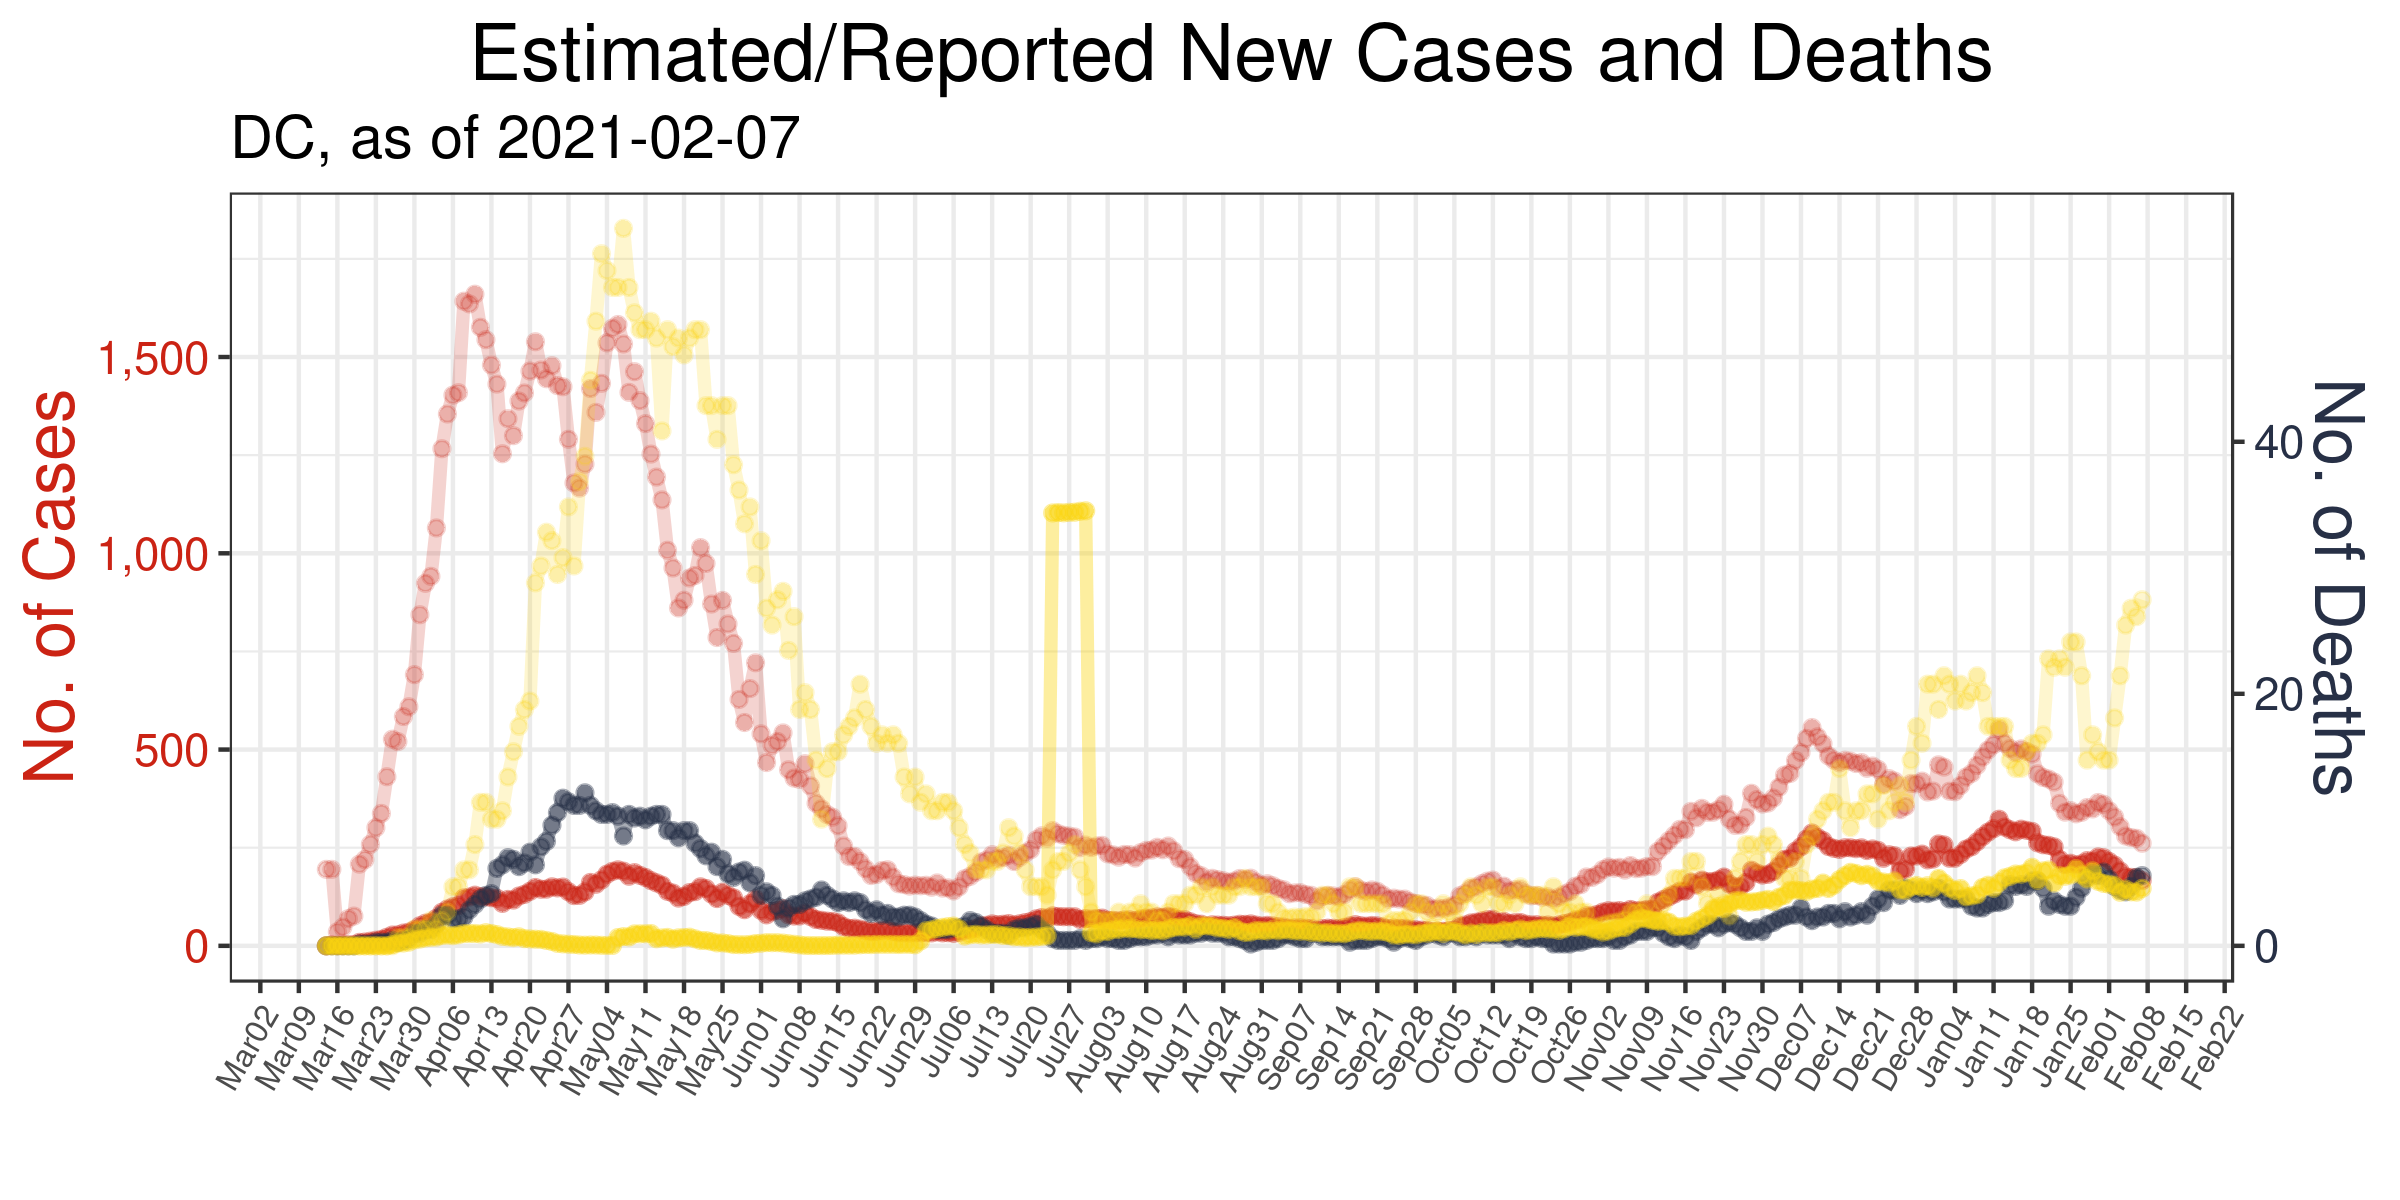 Estimated/Reported New Cases and Deaths
DC, as of 2021-02-07
No. of Cases
1,500
1,000
500
0
No. of Deaths
40
20
0
Mar02
Mar09
Mar16
Mar23
Mar30
Apr06
Apr13
Apr20
Apr27
May04
May11
May18
May25
Jun01
Jun08
Jun15
Jun22
Jun29
Jul06
Jul13
Jul20
Jul27
Aug03
Aug10
Aug17
Aug24
Aug31
Sep07
Sep14
Sep21
Sep28
Oct05
Oct12
Oct19
Oct26
Nov02
Nov09
Nov16
Nov23
Nov30
Dec07
Dec14
Dec21
Dec28
Jan04
Jan11
Jan18
Jan25
Feb01
Feb08
Feb15
Feb22